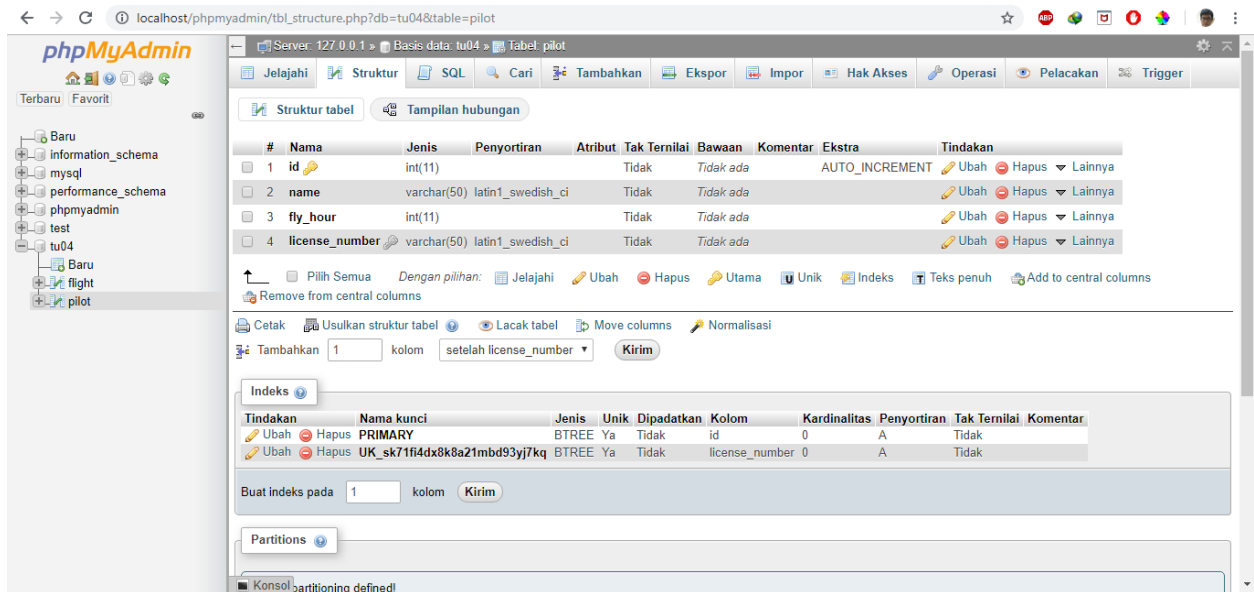 localhost/phpmyadmin/tbl_structure.php?db=tu04&table=pilot
ABP
phpMyAdmin
Terbaru Favorit
Baru
information_schema
mysql
performance_schema
phpmyadmin
test
tu04
Baru
flight
pilot
Server: 127.0.0.1 » Basis data: tu04 » Tabel: pilot
Jelajahi Struktur SQL Cari Tambahkan Ekspor Impor Hak Akses Operasi Pelacakan Trigger
Struktur tabel Tampilan hubungan
# Nama Jenis Penyortiran Atribut Tak Ternilai Bawaan Komentar Ekstra Tindakan
1 id int(11) Tidak Tidak ada AUTO_INCREMENT Ubah Hapus Lainnya
2 name varchar(50) latin1_swedish_ci Tidak Tidak ada Ubah Hapus Lainnya
3 fly_hour int(11) Tidak Tidak ada Ubah Hapus Lainnya
4 license_number varchar(50) latin1_swedish_ci Tidak Tidak ada Ubah Hapus Lainnya
Pilih Semua Dengan pilihan: Jelajahi Ubah Hapus Utama Unik Indeks Teks penuh Add to central columns
Remove from central columns
Cetak Usulkan struktur tabel Lacak tabel Move columns Normalisasi
Tambahkan 1 kolom setelah license_number Kirim
Indeks
Tindakan Nama kunci Jenis Unik Dipadatkan Kolom Kardinalitas Penyortiran Tak Ternilai Komentar
Ubah Hapus PRIMARY BTREE Ya Tidak id 0 A Tidak
Ubah Hapus UK_sk71fi4dx8k8a21mbd93yj7kq BTREE Ya Tidak license_number 0 A Tidak
Buat indeks pada 1 kolom Kirim
Partitions
Konsol partitioning defined!